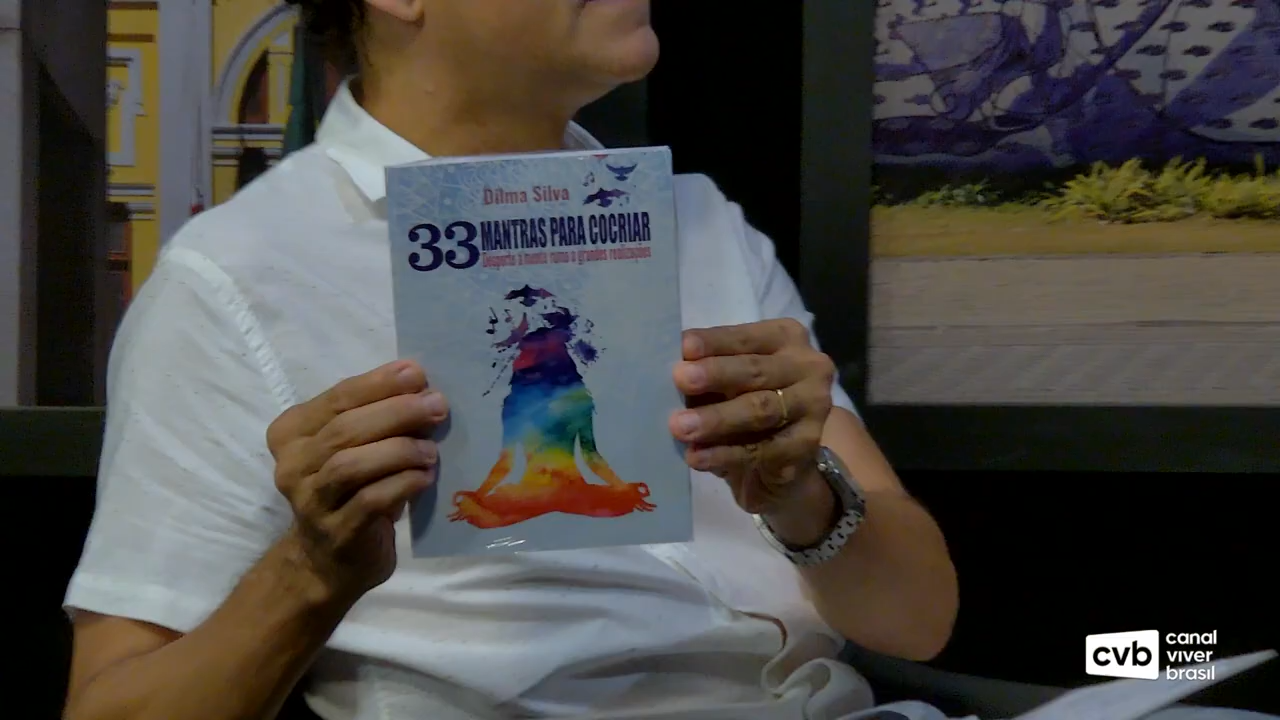 Dilma Silva
33 MANTRAS PARA COCRIAR
Desperte a mente rumo a grandes realizações
cvb canal
viver
brasil